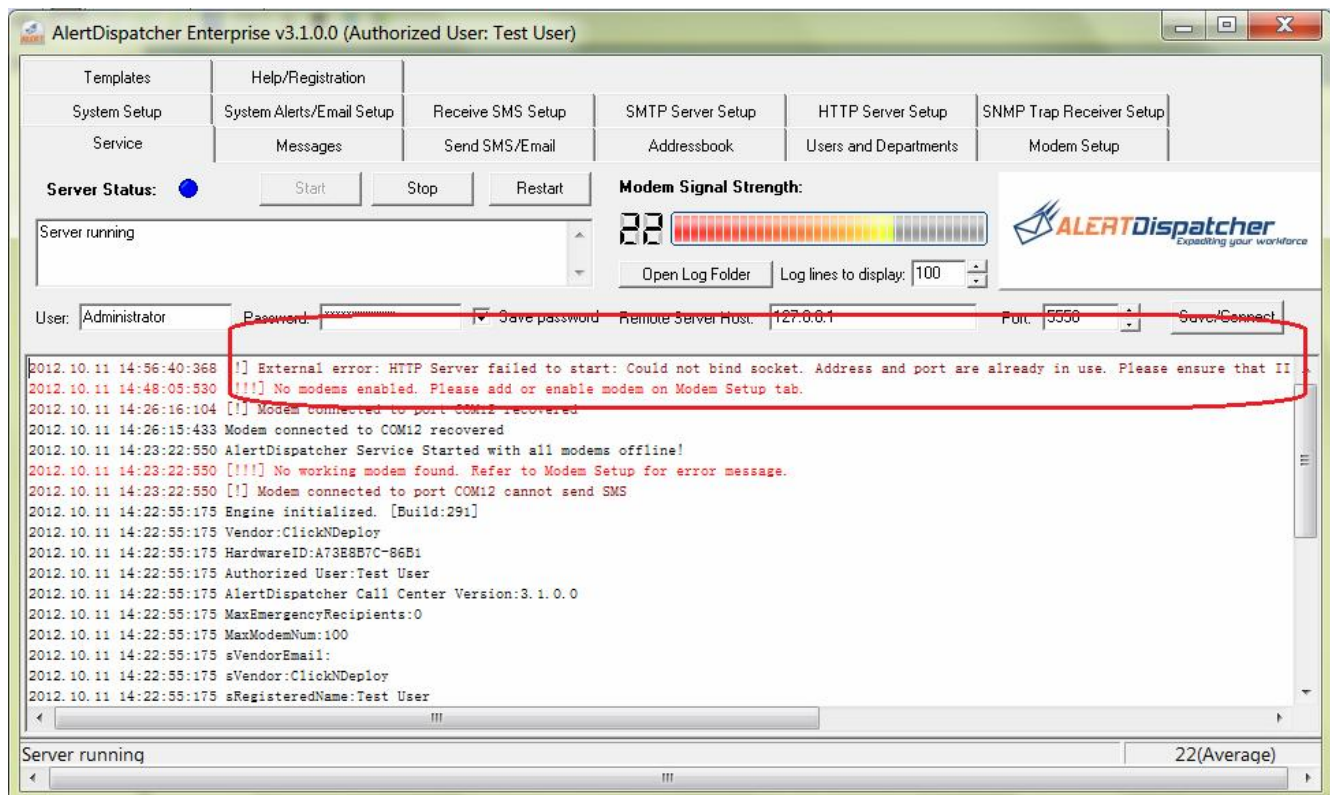 AlertDispatcher Enterprise v3.1.0.0 (Authorized User: Test User)
Templates Help/Registration
System Setup System Alerts/Email Setup Receive SMS Setup SMTP Server Setup HTTP Server Setup SNMP Trap Receiver Setup
Service Messages Send SMS/Email Addressbook Users and Departments Modem Setup
Server Status: Start Stop Restart Modem Signal Strength:
Server running
22
ALERTDispatcher
Expediting your workforce
Open Log Folder Log lines to display: 100
User: Administrator Password: Save password Remote Server Host: 127.0.0.1 Port: 5550 Save/Connect
2012.10.11 14:56:40:368 [!] External error: HTTP Server failed to start: Could not bind socket. Address and port are already in use. Please ensure that II
2012.10.11 14:48:05:530 [!!!] No modems enabled. Please add or enable modem on Modem Setup tab.
2012.10.11 14:26:16:104 [!] Modem connected to port COM12 recovered
2012.10.11 14:26:15:433 Modem connected to COM12 recovered
2012.10.11 14:23:22:550 AlertDispatcher Service Started with all modems offline!
2012.10.11 14:23:22:550 [!!!] No working modem found. Refer to Modem Setup for error message.
2012.10.11 14:23:22:550 [!] Modem connected to port COM12 cannot send SMS
2012.10.11 14:22:55:175 Engine initialized. [Build:291]
2012.10.11 14:22:55:175 Vendor:ClickNDeploy
2012.10.11 14:22:55:175 HardwareID:A73E8B7C-86B1
2012.10.11 14:22:55:175 Authorized User:Test User
2012.10.11 14:22:55:175 AlertDispatcher Call Center Version:3.1.0.0
2012.10.11 14:22:55:175 MaxEmergencyRecipients:0
2012.10.11 14:22:55:175 MaxModemNum:100
2012.10.11 14:22:55:175 sVendorEmail:
2012.10.11 14:22:55:175 sVendor:ClickNDeploy
2012.10.11 14:22:55:175 sRegisteredName:Test User
Server running 22(Average)